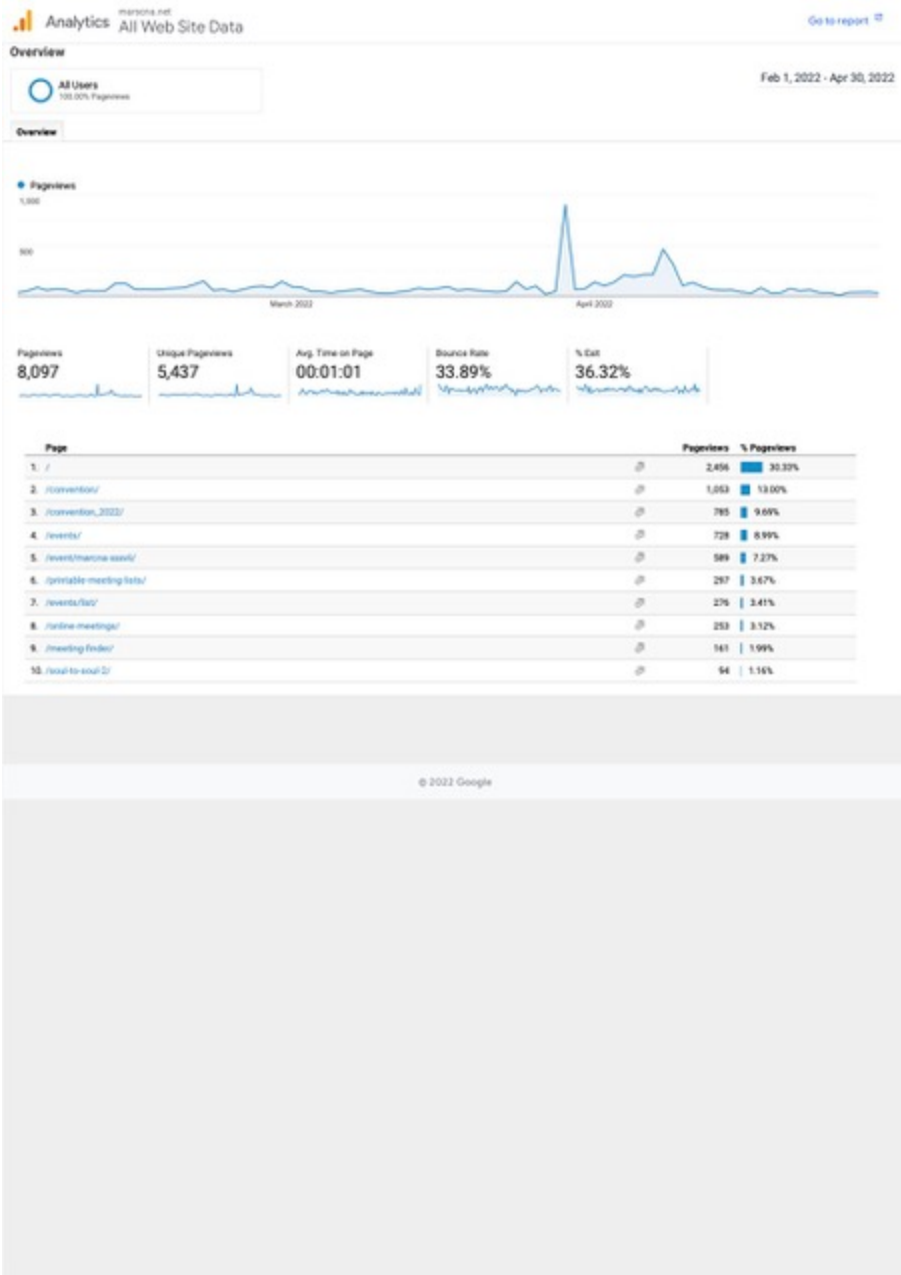 Analytics
marscna.net
All Web Site Data
Go to report
Overview
All Users
100.00% Pageviews
Feb 1, 2022 - Apr 30, 2022
Overview
Pageviews
1,000
500
March 2022
April 2022
Pageviews
8,097
Unique Pageviews
5,437
Avg. Time on Page
00:01:01
Bounce Rate
33.89%
% Exit
36.32%
Page Pageviews % Pageviews
1. / 2,456 30.33%
2. /convention/ 1,053 13.00%
3. /convention_2022/ 785 9.69%
4. /events/ 728 8.99%
5. 589 7.27%
6. /printable-meeting-lists/ 297 3.67%
7. /events/list/ 276 3.41%
8. /online-meetings/ 253 3.12%
9. /meeting-finder/ 161 1.99%
10. /soul-to-soul-2/ 94 1.16%
© 2022 Google